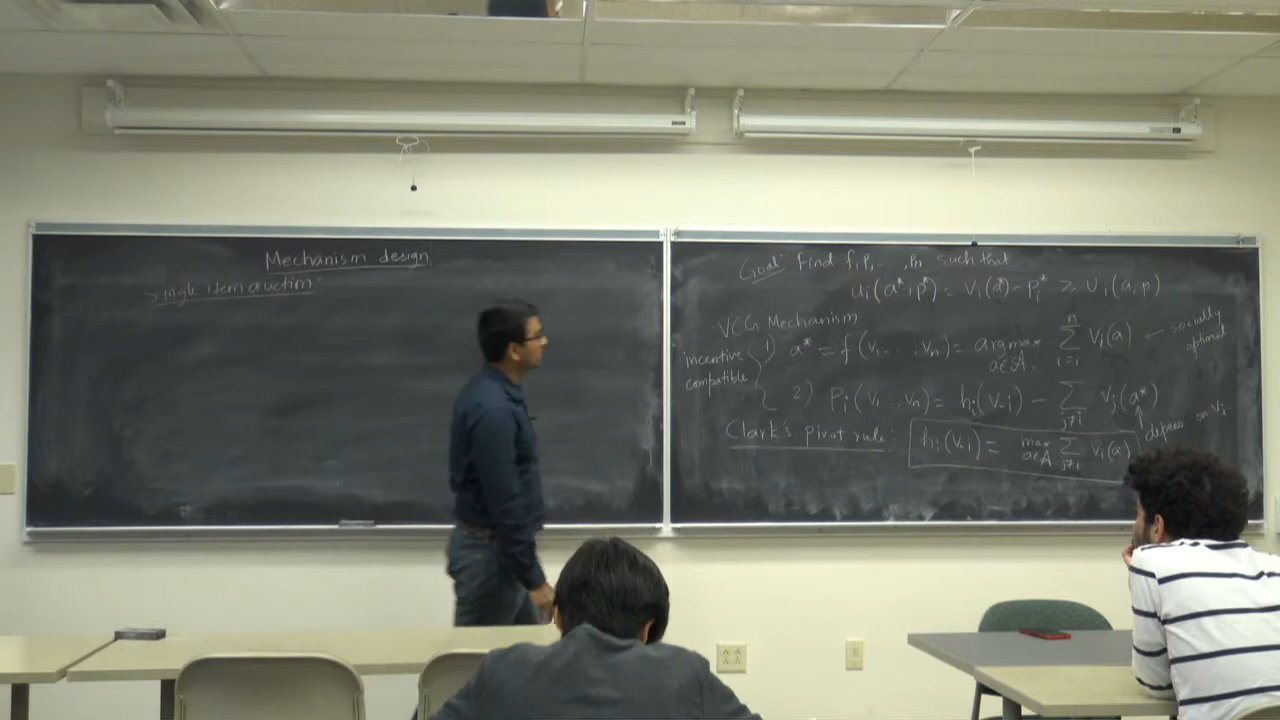 Mechanism design
Single item auction:
Goal: Find f, p1, ..., pn such that
ui(a*, p*) = vi(a*) - pi* ≥ ui(a, p)
VCG Mechanism
incentive compatible
1) a* = f(v1, ..., vn) = argmax a∈A. Σ i=1 n vi(a) ← socially optimal
2) Pi(v1, ..., vn) = hi(v-i) - Σ j≠i vj(a*)
depends on vi
Clark's pivot rule: hi(v-i) = max a∈A Σ j≠i vi(a)